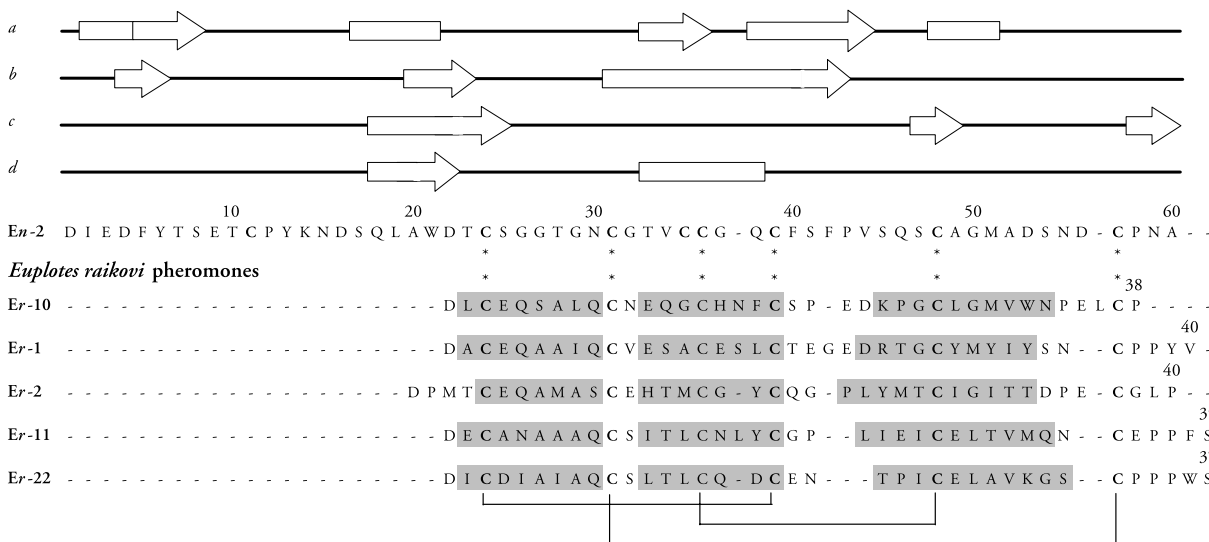 a
b
c
d
10 20 30 40 50 60
En-2 D I E D F Y T S E T C P Y K N D S Q L A W D T C S G G T G N C G T V C C G - Q C F S F P V S Q S C A G M A D S N D - C P N A - -
* * * * * *
Euplotes raikovi pheromones
* * * * * *
38
Er-10 - - - - - - - - - - - - - - - - - - - - - D L C E Q S A L Q C N E Q G C H N F C S P - E D K P G C L G M V W N P E L C P - - - -
40
Er-1 - - - - - - - - - - - - - - - - - - - - - D A C E Q A A I Q C V E S A C E S L C T E G E D R T G C Y M Y I Y S N - - C P P Y V -
40
Er-2 - - - - - - - - - - - - - - - - - - - D P M T C E Q A M A S C E H T M C G - Y C Q G - P L Y M T C I G I T T D P E - C G L P - -
Er-11 - - - - - - - - - - - - - - - - - - - - - D E C A N A A A Q C S I T L C N L Y C G P - - L I E I C E L T V M Q N - - C E P P F S
Er-22 - - - - - - - - - - - - - - - - - - - - - D I C D I A I A Q C S L T L C Q - D C E N - - - T P I C E L A V K G S - - C P P P W S